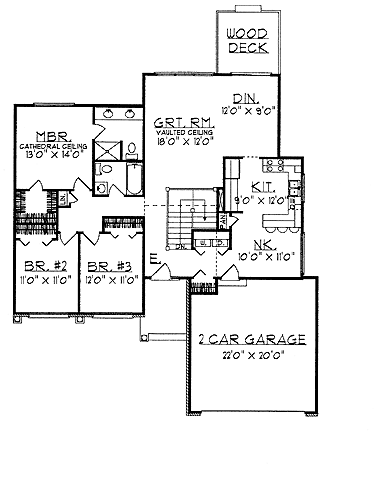 WOOD
DECK
DIN.
12'0" x 9'0"
GRT. RM.
VAULTED CEILING
18'0" x 12'0"
MBR.
CATHEDRAL CEILING
13'0" x 14'0"
LIN.
KIT.
9'0" x 12'0"
PAN.
DN.
W. D.
NK.
10'0" x 11'0"
E.
BR. #2
11'0" x 11'0"
BR. #3
12'0" x 11'0"
2 CAR GARAGE
22'0" x 20'0"